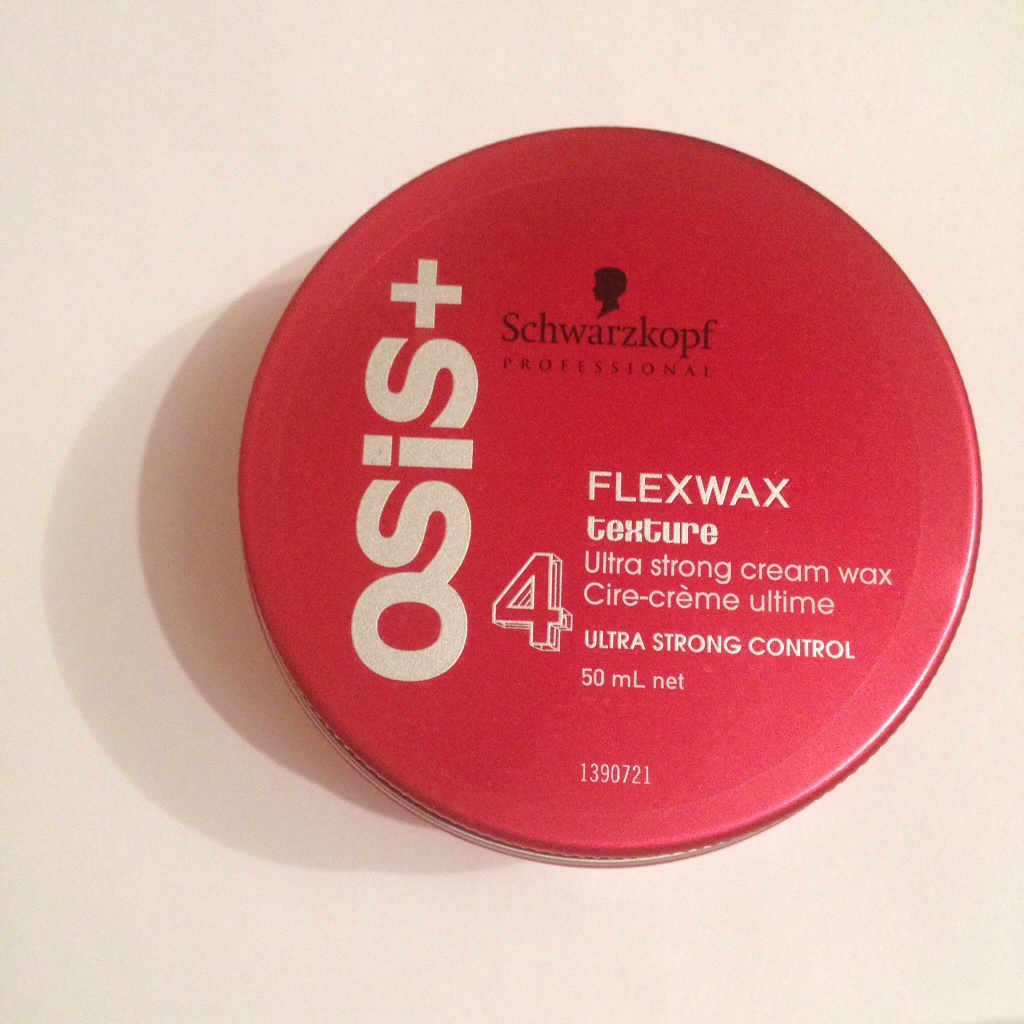 OSiS+
Schwarzkopf
PROFESSIONAL
FLEXWAX
texture
4
Ultra strong cream wax
Cire-crème ultime
ULTRA STRONG CONTROL
50 mL net
1390721